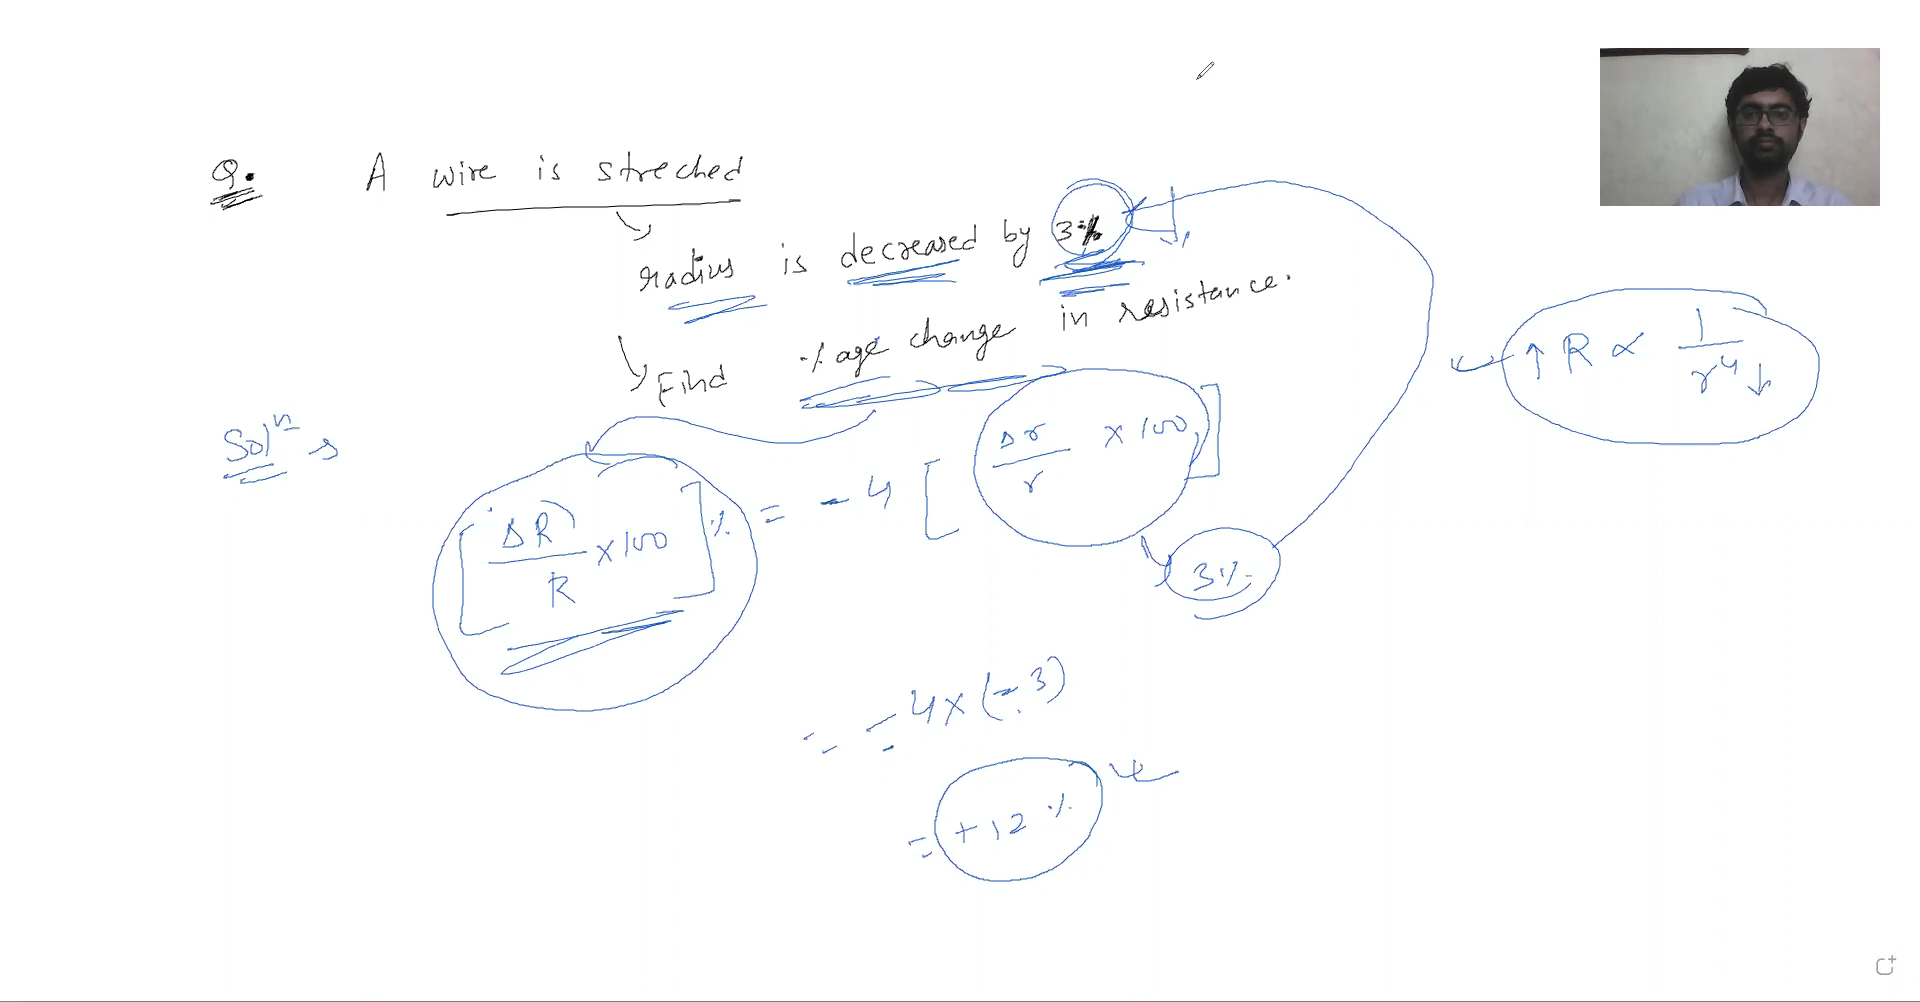 Q. A wire is streched
radius is decreased by 3%
Find %age change in resistance.
↑ R ∝ 1/r⁴ ↓
Solⁿ
[ΔR/R × 100]% = -4 [Δr/r × 100]
3%
= -4 × (-3)
= +12 %